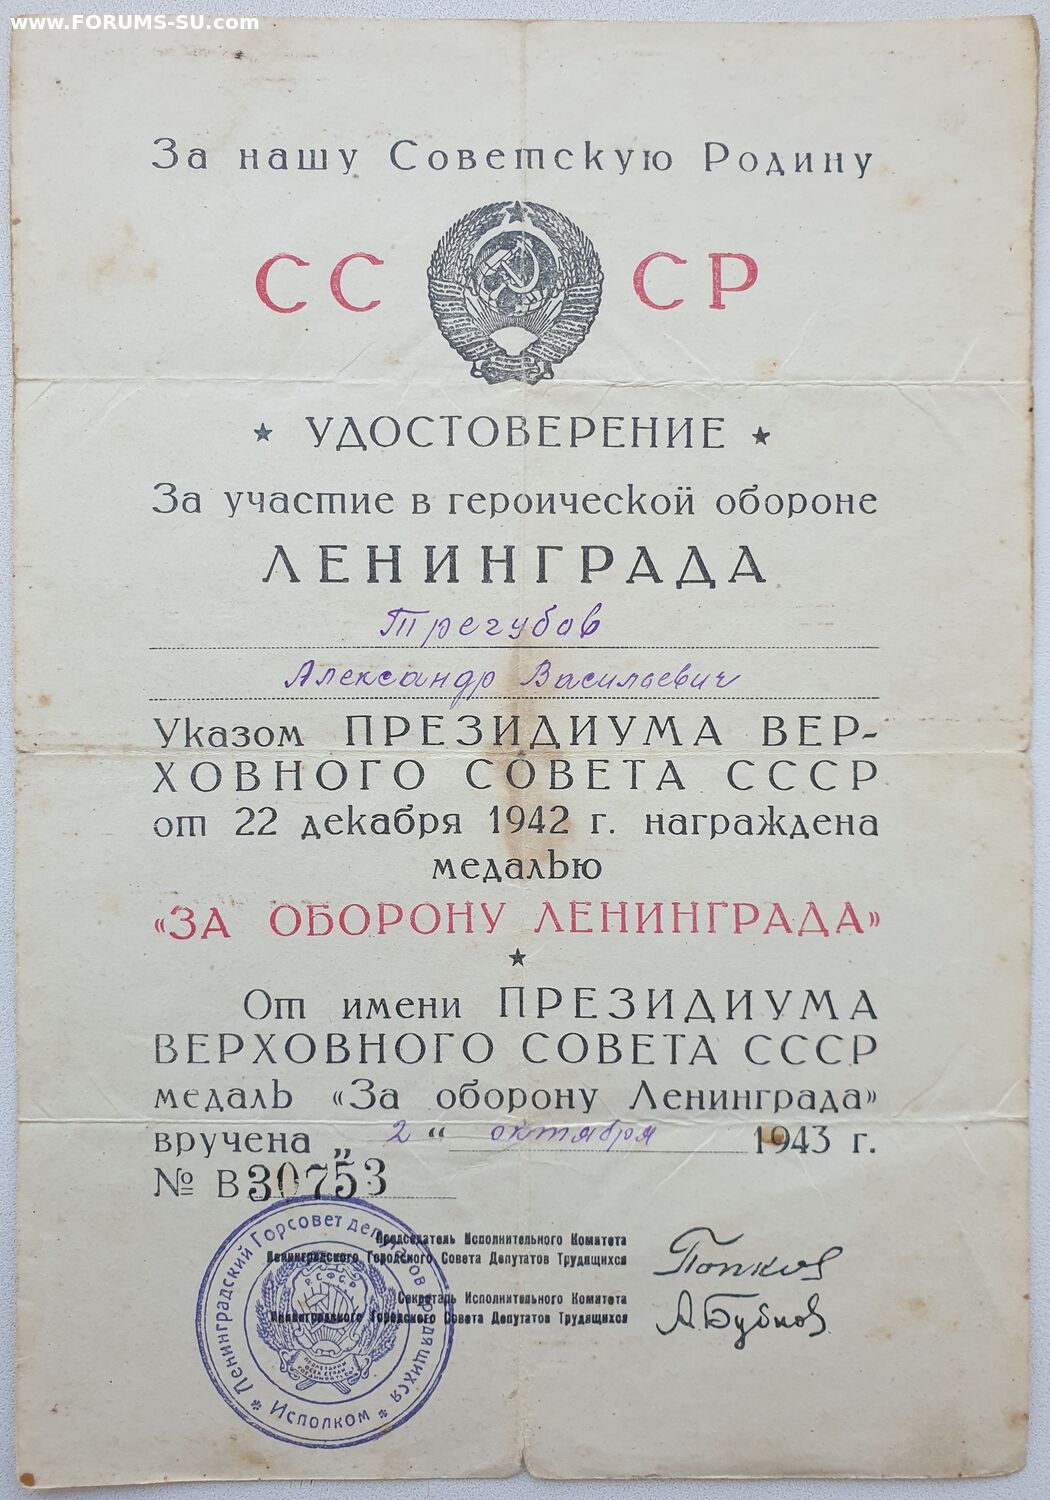 www.FORUMS-SU.com
За нашу Советскую Родину
СС СР
★ УДОСТОВЕРЕНИЕ ★
За участие в героической обороне
ЛЕНИНГРАДА
Трегубов
Александр Васильевич
Указом ПРЕЗИДИУМА ВЕР-
ХОВНОГО СОВЕТА СССР
от 22 декабря 1942 г. награждена
медалью
«ЗА ОБОРОНУ ЛЕНИНГРАДА»
★
От имени ПРЕЗИДИУМА
ВЕРХОВНОГО СОВЕТА СССР
медаль «За оборону Ленинграда»
вручена „ 2 “ октября 1943 г.
№ В 30753
Председатель Исполнительного Комитета
Ленинградского Городского Совета Депутатов Трудящихся
Попков
Секретарь Исполнительного Комитета
Ленинградского Городского Совета Депутатов Трудящихся
А.Бубнов
Ленинградский Горсовет депутатов трудящихся
* Исполком *
РСФСР